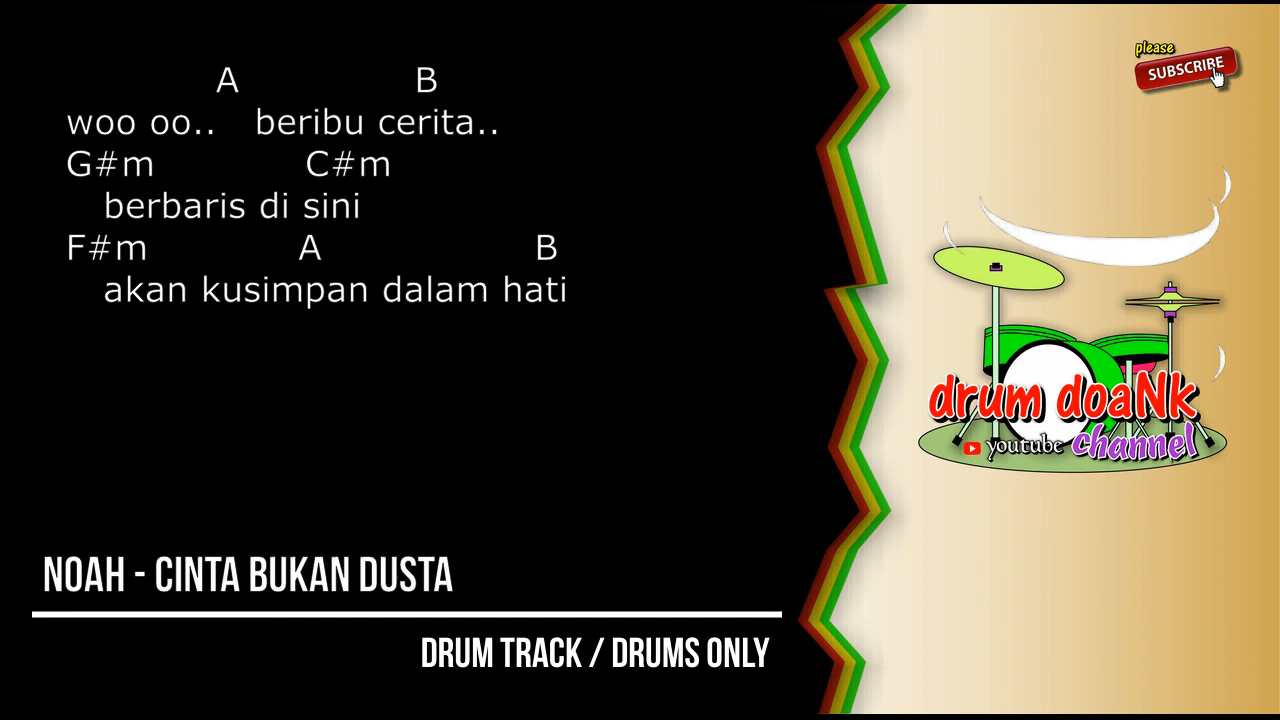 A B
woo oo.. beribu cerita..
G#m C#m
berbaris di sini
F#m A B
akan kusimpan dalam hati
NOAH - CINTA BUKAN DUSTA
DRUM TRACK / DRUMS ONLY
please
SUBSCRIBE
drum doaNk
youtube channel